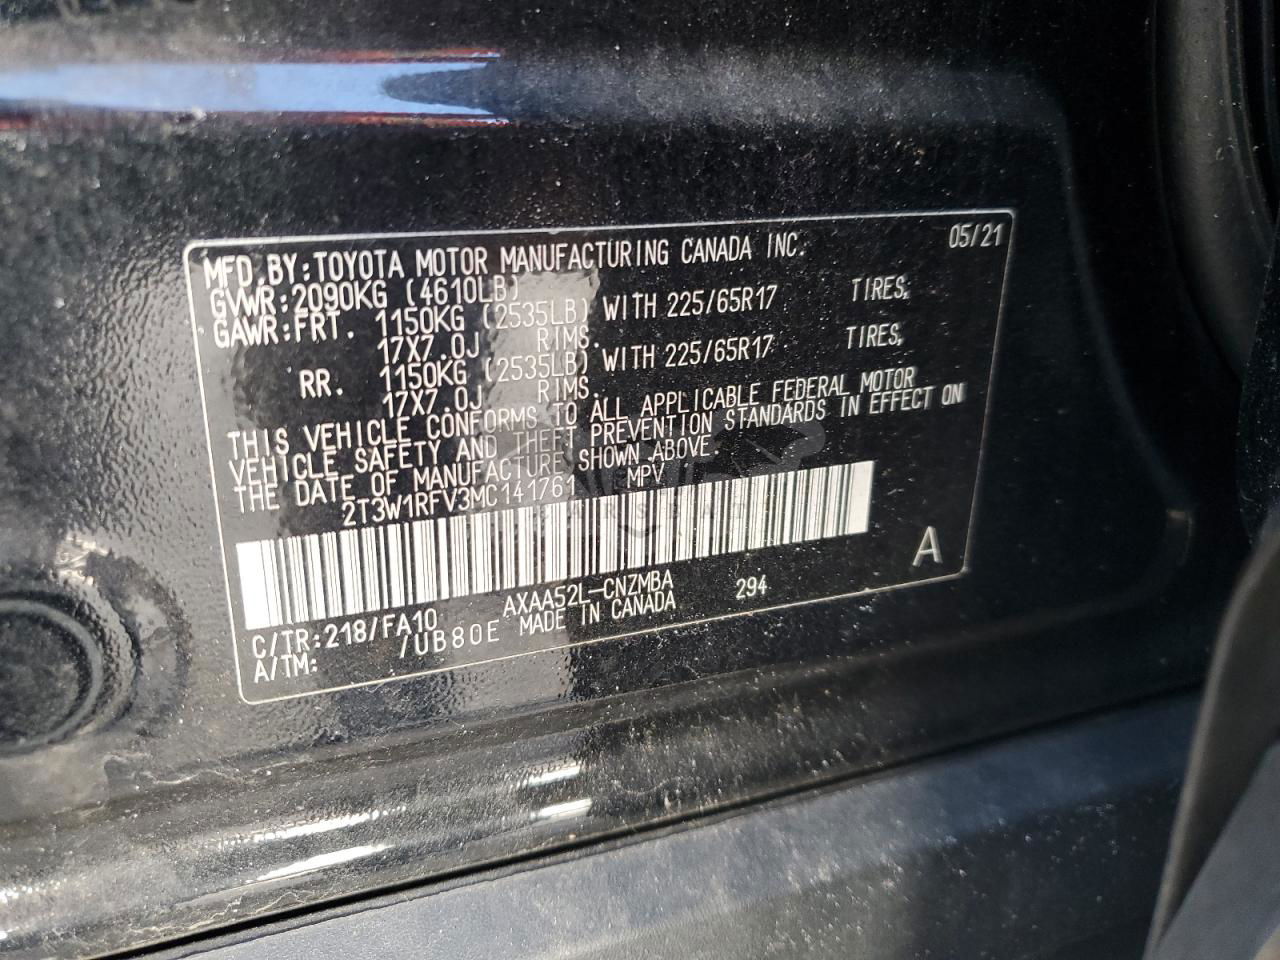 MFD.BY:TOYOTA MOTOR MANUFACTURING CANADA INC. 05/21
GVWR:2090KG (4610LB)
GAWR:FRT. 1150KG (2535LB) WITH 225/65R17 TIRES,
17X7.0J RIMS.
RR. 1150KG (2535LB) WITH 225/65R17 TIRES,
17X7.0J RIMS.
THIS VEHICLE CONFORMS TO ALL APPLICABLE FEDERAL MOTOR
VEHICLE SAFETY AND THEFT PREVENTION STANDARDS IN EFFECT ON
THE DATE OF MANUFACTURE SHOWN ABOVE.
2T3W1RFV3MC141761 MPV
A
C/TR:218/FA10 AXAA52L-CNZMBA 294
A/TM: /UB80E MADE IN CANADA